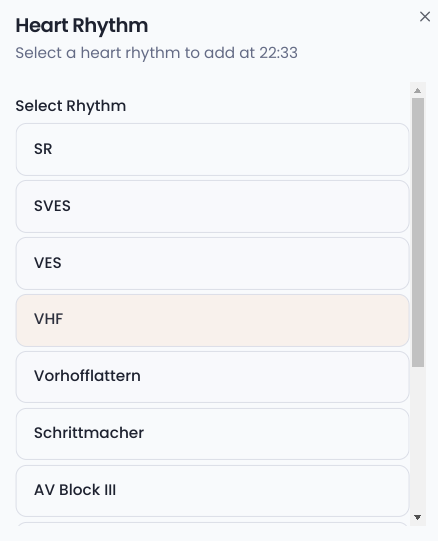 Heart Rhythm
Select a heart rhythm to add at 22:33
Select Rhythm
SR
SVES
VES
VHF
Vorhofflattern
Schrittmacher
AV Block III